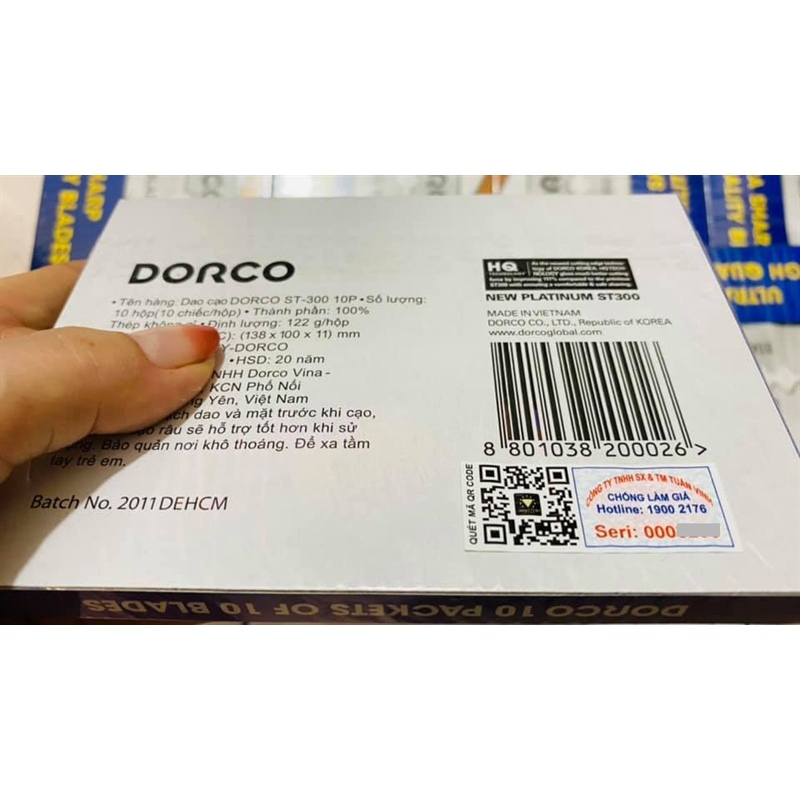 DORCO
• Tên hàng: Dao cạo DORCO ST-300 10P • Số lượng:
10 hộp(10 chiếc/hộp) • Thành phần: 100%
Thép không gỉ • Định lượng: 122 g/hộp
C): (138 x 100 x 11) mm
Y-DORCO
• HSD: 20 năm
NHH Dorco Vina -
KCN Phố Nối
Yên, Việt Nam
dao và mặt trước khi cạo,
râu sẽ hỗ trợ tốt hơn khi sử
Bảo quản nơi khô thoáng. Để xa tầm
tay trẻ em.
Batch No. 2011DEHCM
HQ
TECHNOLOGY
NEW PLATINUM ST300
MADE IN VIETNAM
DORCO CO., LTD., Republic of KOREA
www.dorcoglobal.com
8 801038 200026 >
QUÉT MÃ QR CODE
CÔNG TY TNHH SX & TM TUẤN VINH
CHỐNG LÀM GIẢ
Hotline: 1900 2176
Seri: 000
DORCO 10 PACKETS OF 10 BLADES
SHARP
Y BLADES
A SHAR
ULTRA